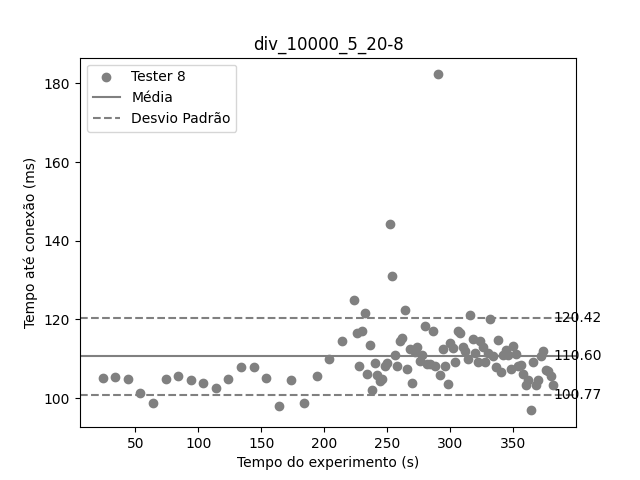 div_10000_5_20-8
Tester 8
Média
Desvio Padrão
Tempo até conexão (ms)
180
160
140
120
100
120.42
110.60
100.77
50 100 150 200 250 300 350
Tempo do experimento (s)